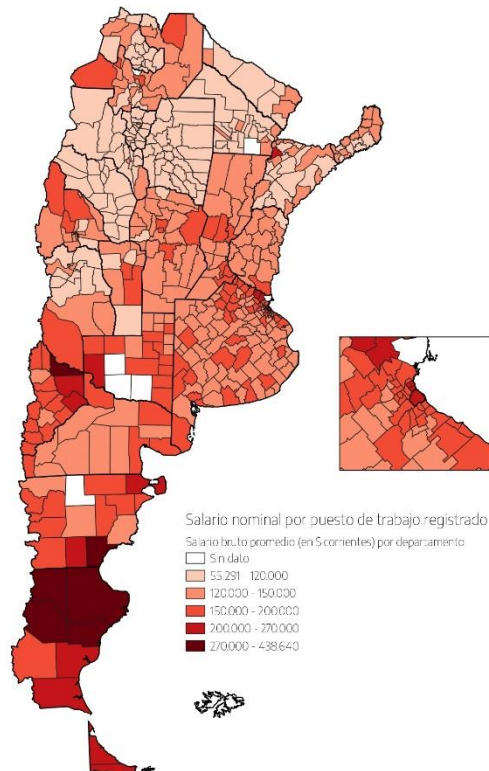 Salario nominal por puesto de trabajo registrado
Salario bruto promedio (en $ corrientes) por departamento
Sin dato
55.291 - 120.000
120.000 - 150.000
150.000 - 200.000
200.000 - 270.000
270.000 - 438.640